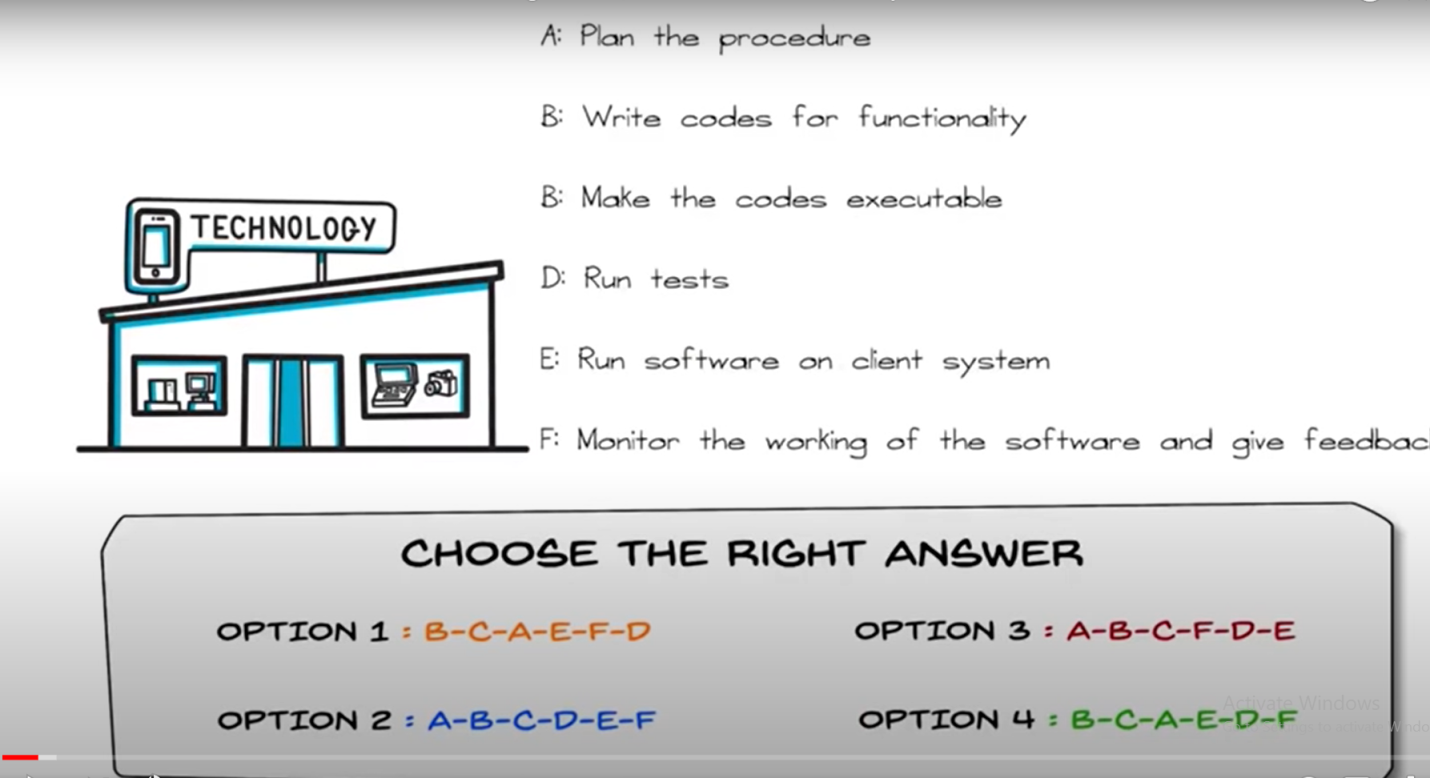 A: Plan the procedure
B: Write codes for functionality
B: Make the codes executable
TECHNOLOGY
D: Run tests
E: Run software on client system
F: Monitor the working of the software and give feedbac
CHOOSE THE RIGHT ANSWER
OPTION 1 : B-C-A-E-F-D
OPTION 3 : A-B-C-F-D-E
OPTION 2 : A-B-C-D-E-F
OPTION 4 : B-C-A-E-D-F
Activate Windows